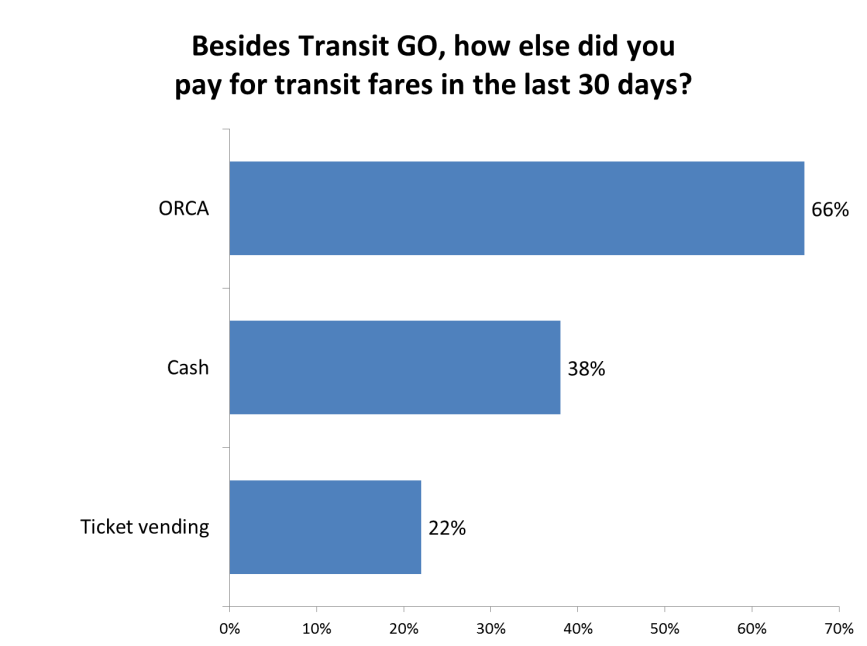 Besides Transit GO, how else did you
pay for transit fares in the last 30 days?
ORCA
66%
Cash
38%
Ticket vending
22%
0%
10%
20%
30%
40%
50%
60%
70%